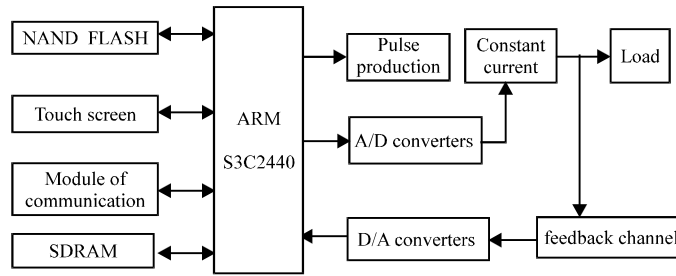 NAND FLASH
Touch screen
Module of
communication
SDRAM
ARM
S3C2440
Pulse
production
Constant
current
Load
A/D converters
D/A converters
feedback channel